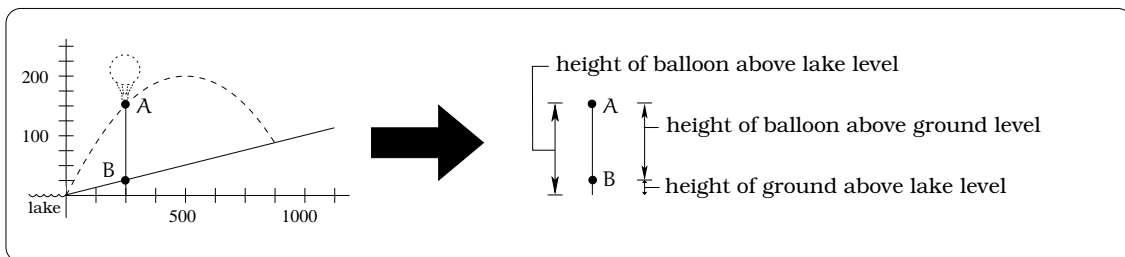 height of balloon above lake level
200
A
A
100
height of balloon above ground level
B
B
height of ground above lake level
lake
500
1000